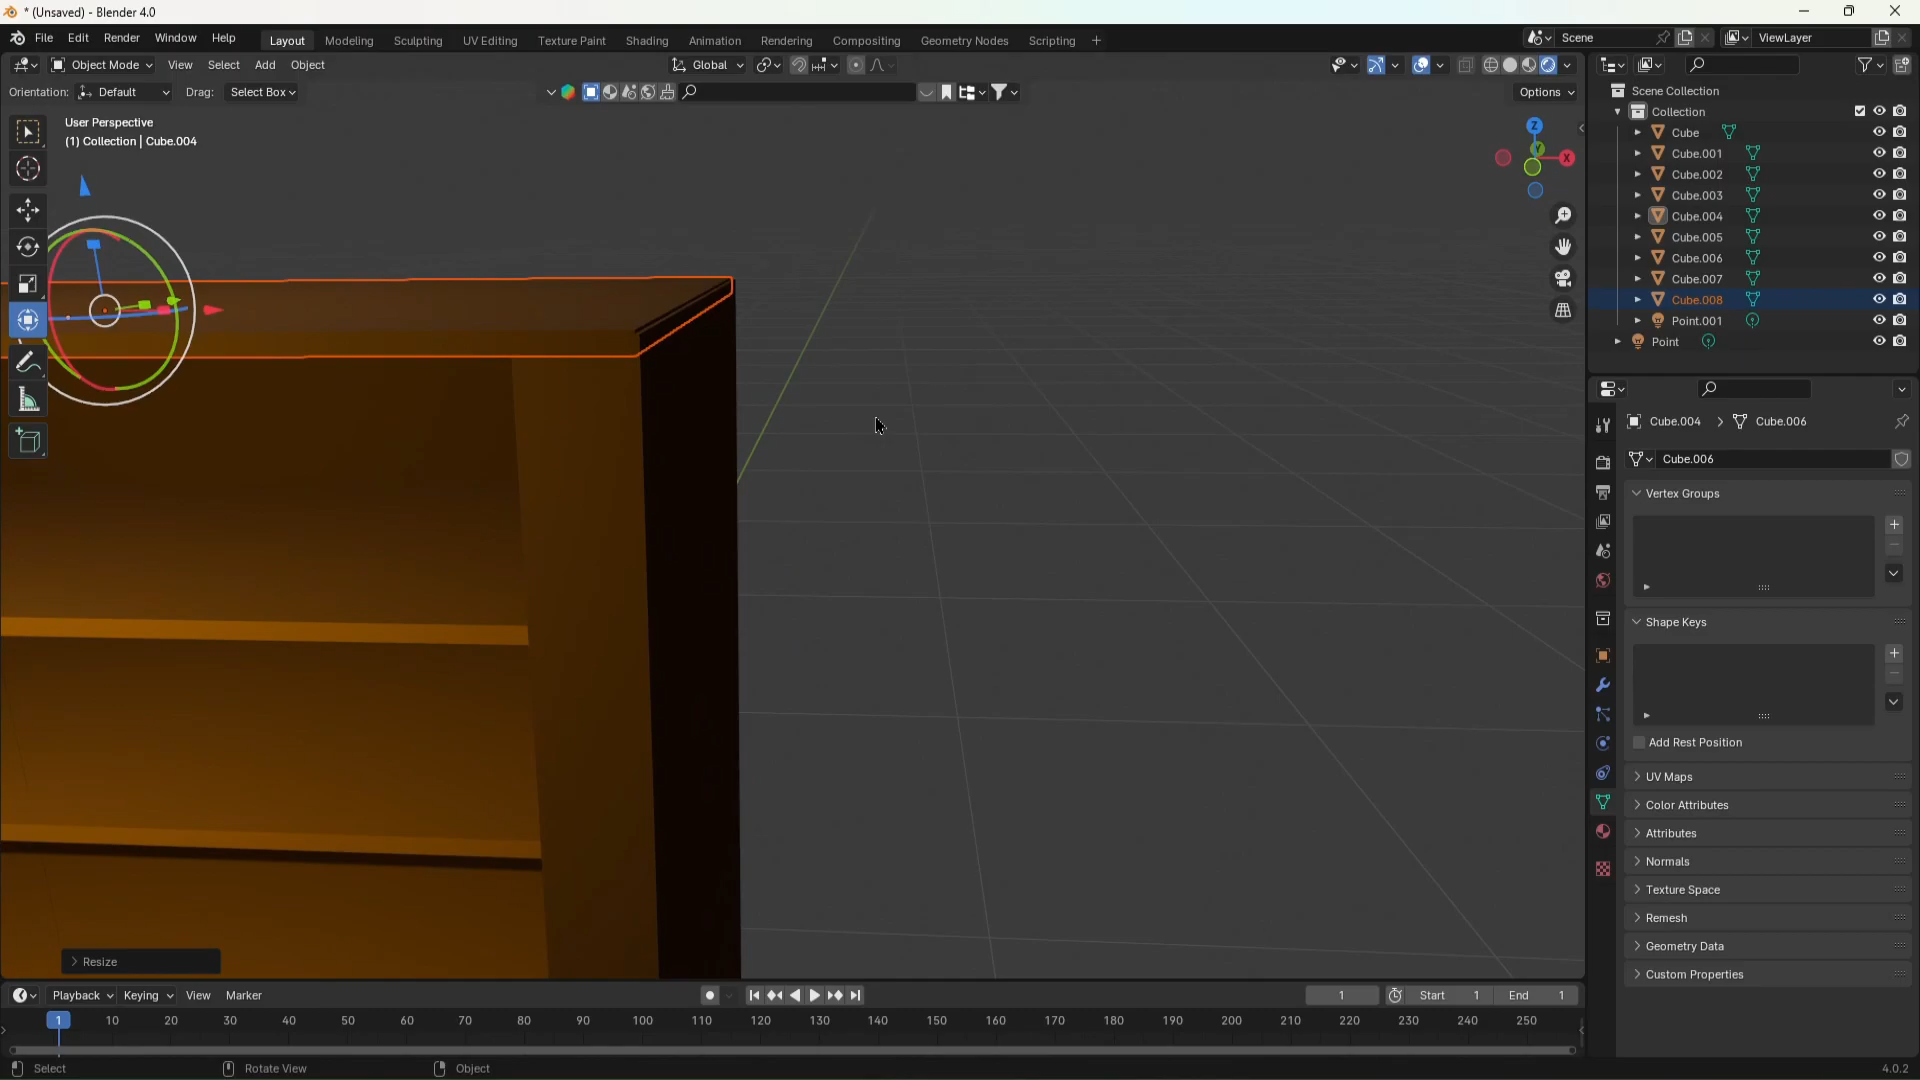 * (Unsaved) - Blender 4.0
File Edit Render Window Help Layout Modeling Sculpting UV Editing Texture Paint Shading Animation Rendering Compositing Geometry Nodes Scripting + Scene ViewLayer
Object Mode View Select Add Object Global
Orientation: Default Drag: Select Box Options
User Perspective
(1) Collection | Cube.004
Z
Y
X
Scene Collection
Collection
Cube
Cube.001
Cube.002
Cube.003
Cube.004
Cube.005
Cube.006
Cube.007
Cube.008
Point.001
Point
Cube.004 > Cube.006
Cube.006
Vertex Groups
Shape Keys
Add Rest Position
UV Maps
Color Attributes
Attributes
Normals
Texture Space
Remesh
Geometry Data
Custom Properties
Resize
Playback Keying View Marker 1 Start 1 End 1
1 10 20 30 40 50 60 70 80 90 100 110 120 130 140 150 160 170 180 190 200 210 220 230 240 250
Select Rotate View Object 4.0.2